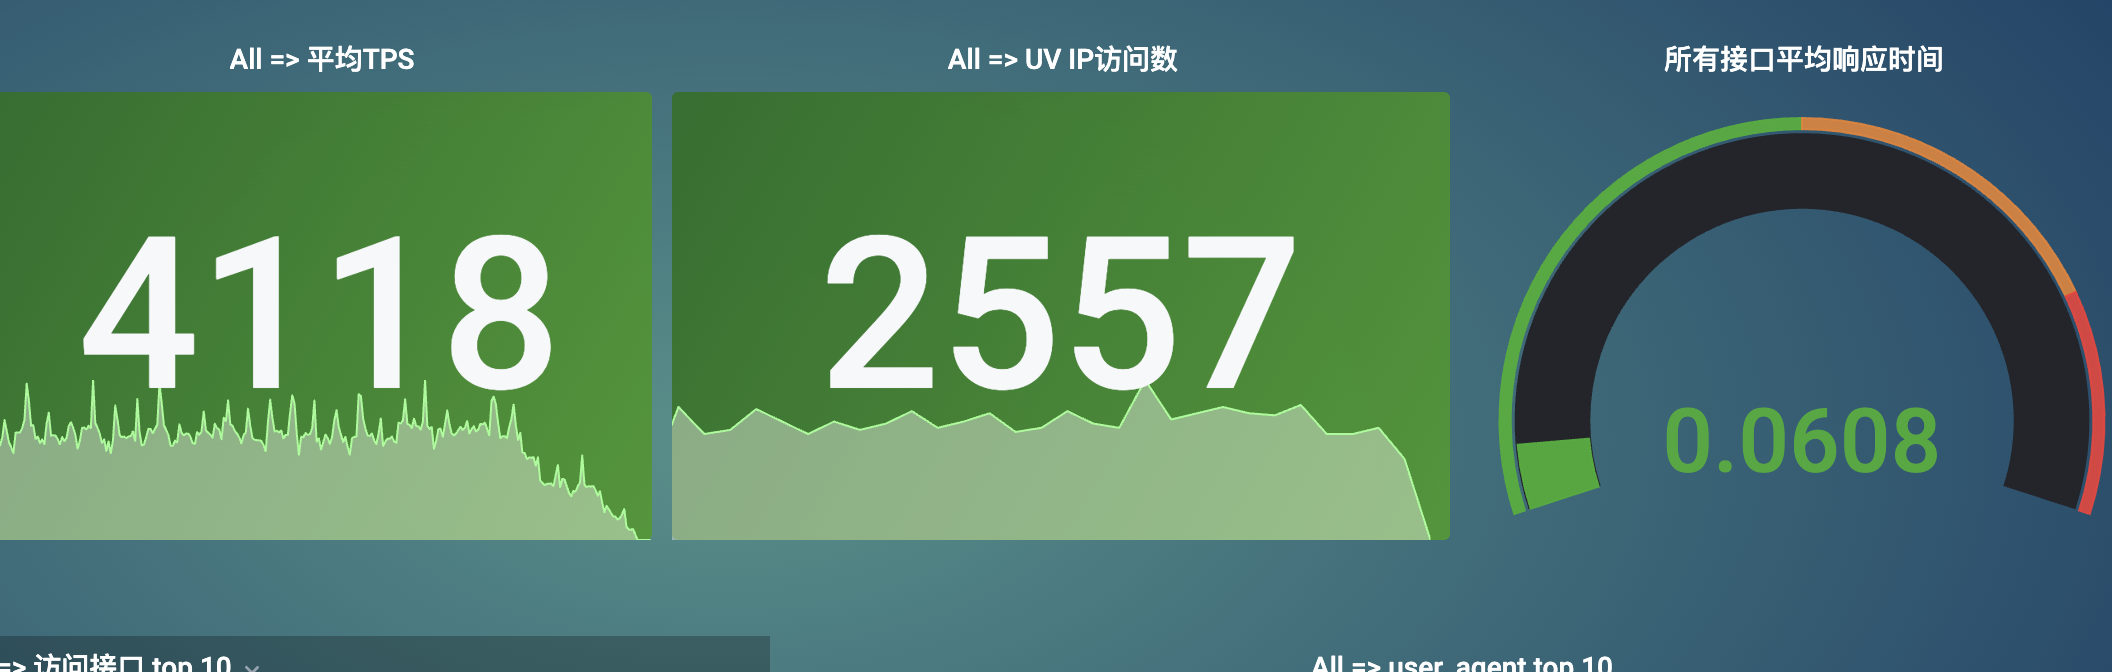 All => 平均TPS
All => UV IP访问数
所有接口平均响应时间
4118
2557
0.0608
=> 访问接口 top 10
All => user_agent top 10